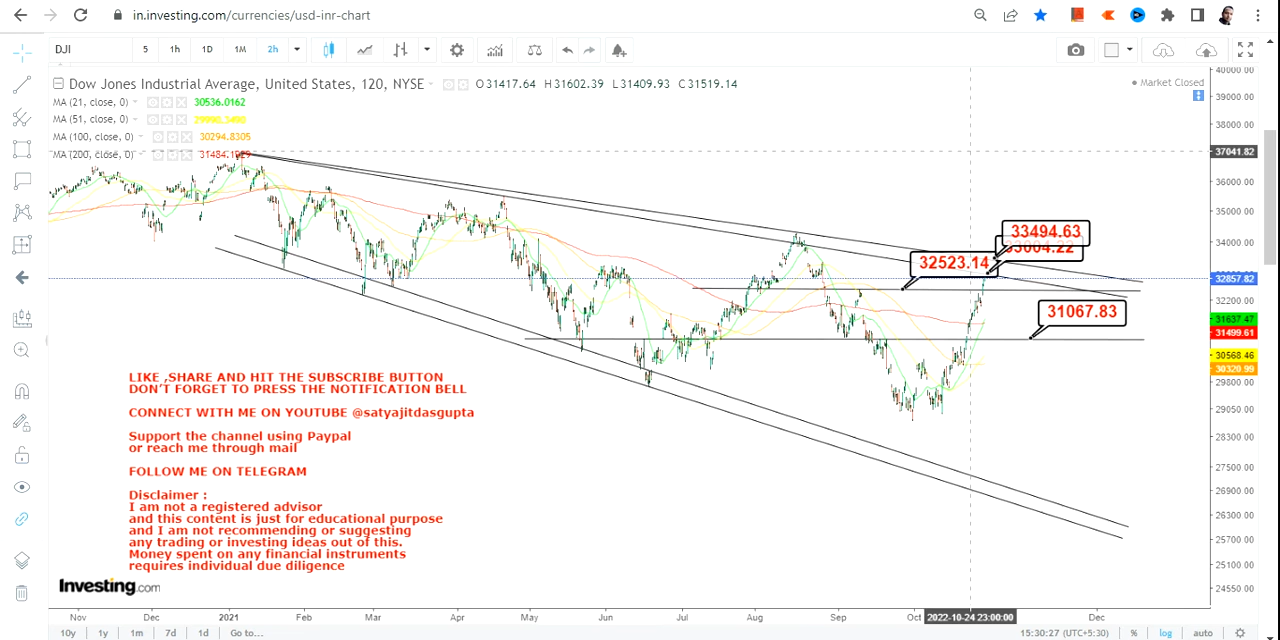 in.investing.com/currencies/usd-inr-chart
DJI 5 1h 1D 1M 2h
Dow Jones Industrial Average, United States, 120, NYSE O31417.64 H31602.39 L31409.93 C31519.14
Market Closed
MA (21, close, 0) 30536.0162
MA (51, close, 0)
MA (100, close, 0) 30294.8305
MA (200, close, 0)
40000.00
39000.00
38000.00
37041.82
36000.00
35000.00
33494.63
34000.00
32523.14
32857.82
32200.00
31067.83
31637.47
31499.61
30568.46
30320.99
29800.00
29050.00
28300.00
27500.00
26900.00
26300.00
25700.00
25100.00
24550.00
LIKE ,SHARE AND HIT THE SUBSCRIBE BUTTON
DON'T FORGET TO PRESS THE NOTIFICATION BELL
CONNECT WITH ME ON YOUTUBE @satyajitdasgupta
Support the channel using Paypal
or reach me through mail
FOLLOW ME ON TELEGRAM
Disclaimer :
I am not a registered advisor
and this content is just for educational purpose
and I am not recommending or suggesting
any trading or investing ideas out of this.
Money spent on any financial instruments
requires individual due diligence
Investing.com
Nov Dec 2021 Feb Mar Apr May Jun Jul Aug Sep Oct 2022-10-24 23:00:00 Dec
10y 1y 1m 7d 1d Go to... 15:30:27 (UTC+5:30) % log auto